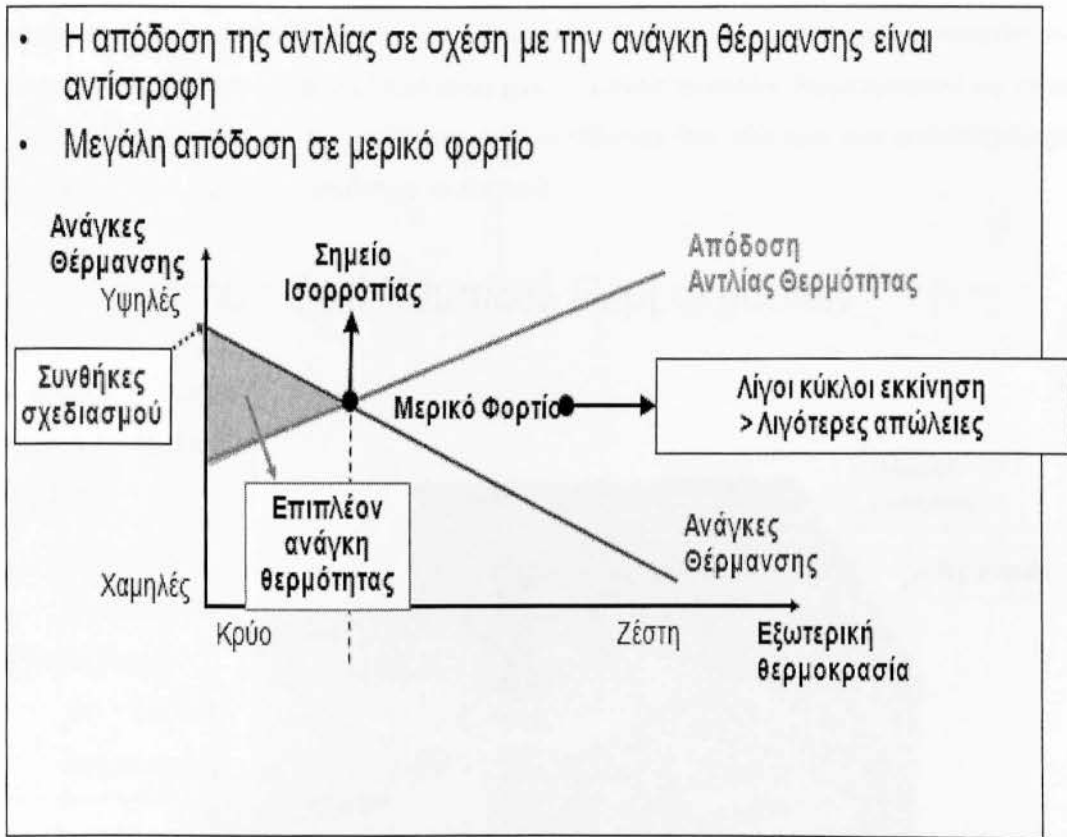 • Η απόδοση της αντλίας σε σχέση με την ανάγκη θέρμανσης είναι
αντίστροφη
• Μεγάλη απόδοση σε μερικό φορτίο
Ανάγκες
Θέρμανσης
Υψηλές
Σημείο
Ισορροπίας
Απόδοση
Αντλίας Θερμότητας
Συνθήκες
σχεδιασμού
Μερικό Φορτίο
Λίγοι κύκλοι εκκίνηση
> Λιγότερες απώλειες
Επιπλέον
ανάγκη
θερμότητας
Ανάγκες
Θέρμανσης
Χαμηλές
Κρύο
Ζέστη
Εξωτερική
θερμοκρασία